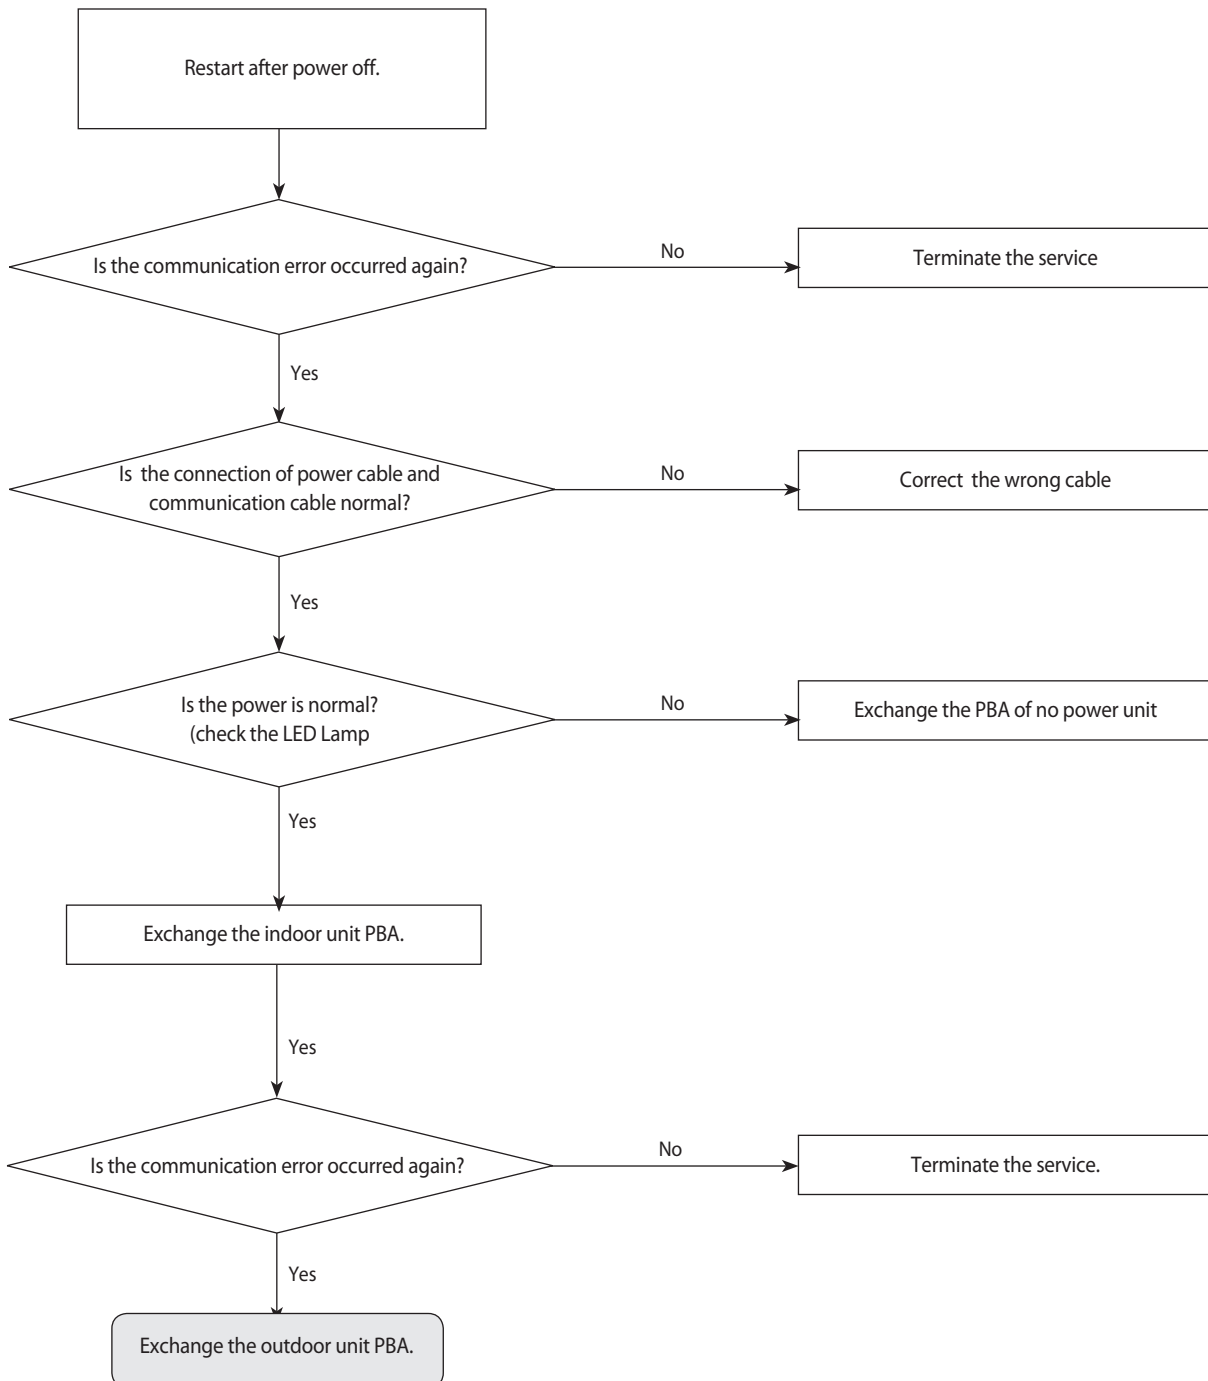 Restart after power off.
Is the communication error occurred again?
No
Terminate the service
Yes
Is the connection of power cable and
communication cable normal?
No
Correct the wrong cable
Yes
Is the power is normal?
(check the LED Lamp
No
Exchange the PBA of no power unit
Yes
Exchange the indoor unit PBA.
Yes
Is the communication error occurred again?
No
Terminate the service.
Yes
Exchange the outdoor unit PBA.